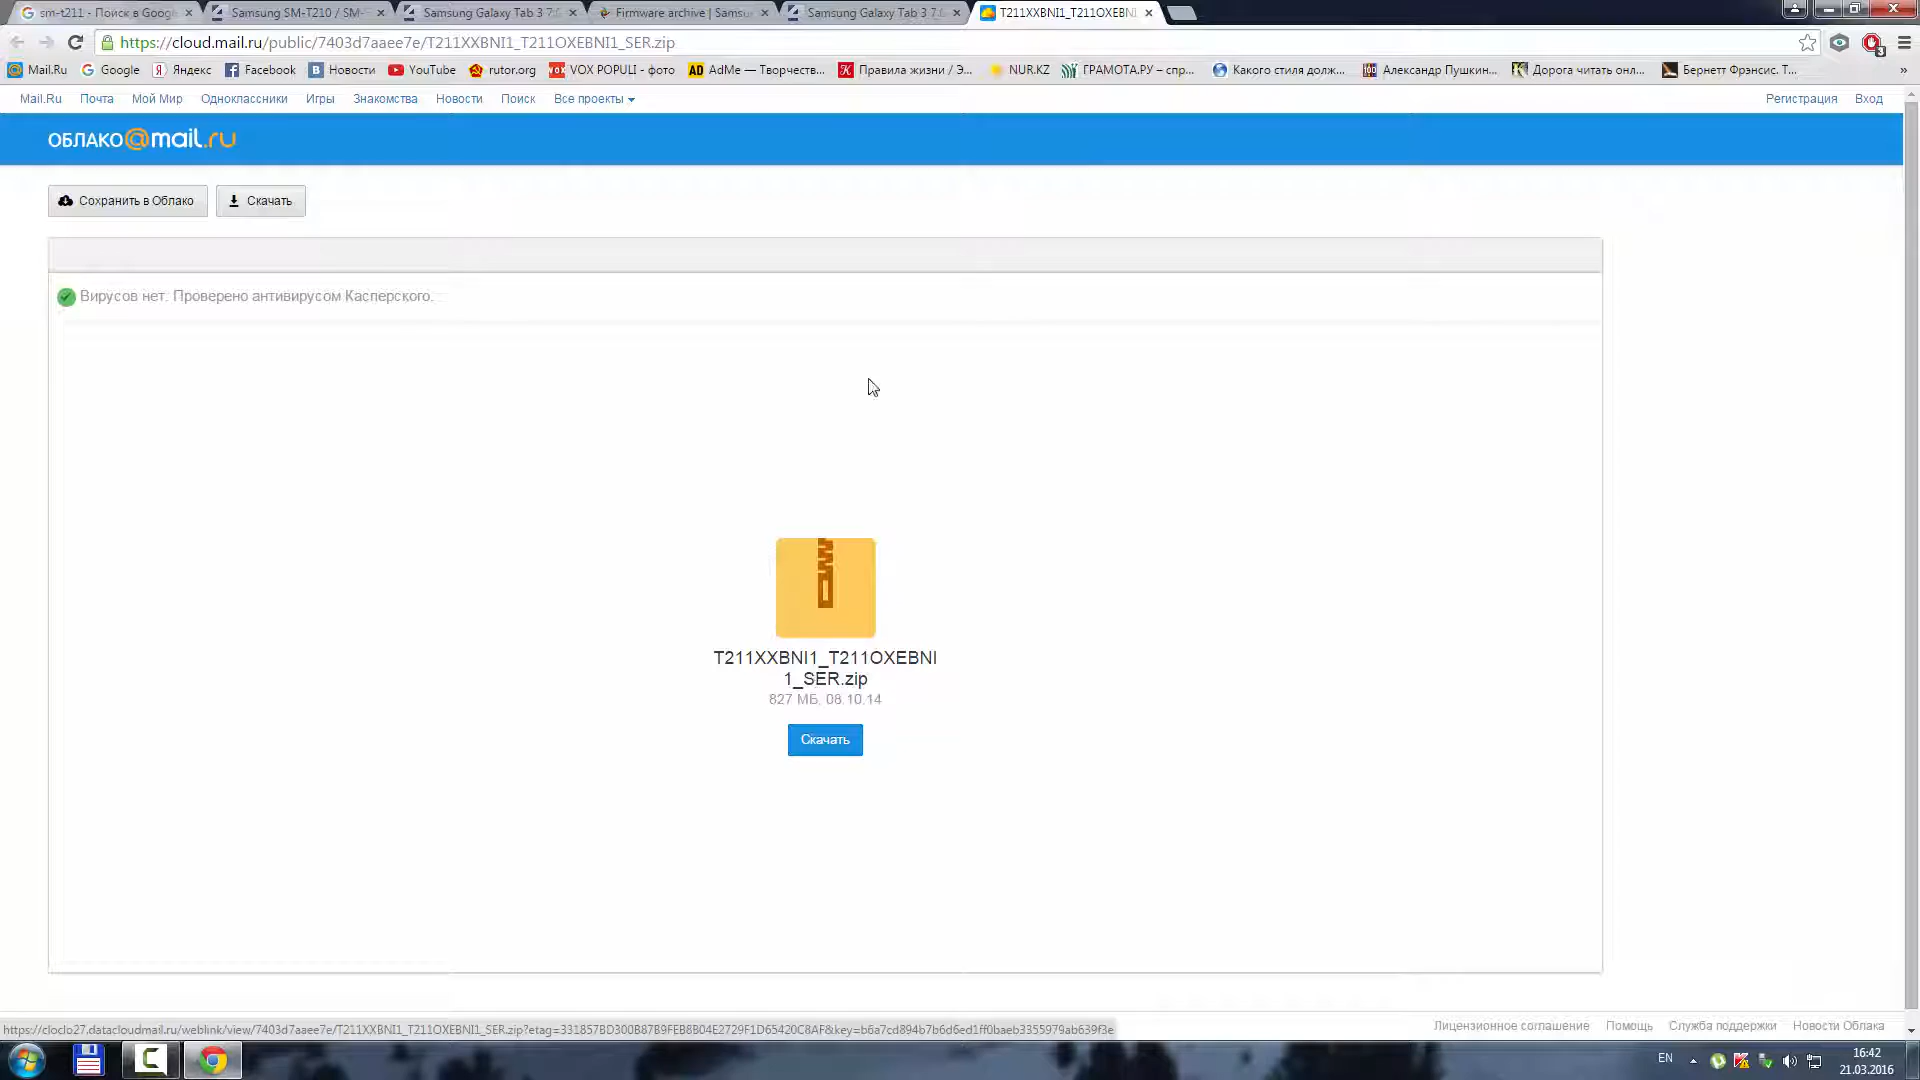 sm-t211 - Поиск в Googl
Samsung SM-T210 / SM-
Samsung Galaxy Tab 3 7.0
Firmware archive | Samsu
Samsung Galaxy Tab 3 7.0
T211XXBNI1_T211OXEBNI
https://cloud.mail.ru/public/7403d7aaee7e/T211XXBNI1_T211OXEBNI1_SER.zip
3
Mail.Ru
Google
Яндекс
Facebook
Новости
YouTube
rutor.org
VOX POPULI - фото
AdMe — Творчеств...
Правила жизни / Э...
NUR.KZ
ГРАМОТА.РУ – спр...
Какого стиля долж...
Александр Пушкин...
Дорога читать онл...
Бернетт Фрэнсис. Т...
»
Mail.Ru Почта Мой Мир Одноклассники Игры Знакомства Новости Поиск Все проекты
Регистрация Вход
ОБЛАКО@mail.ru
Сохранить в Облако
Скачать
Вирусов нет. Проверено антивирусом Касперского.
T211XXBNI1_T211OXEBNI
1_SER.zip
827 МБ, 08.10.14
Скачать
https://cloclo27.datacloudmail.ru/weblink/view/7403d7aaee7e/T211XXBNI1_T211OXEBNI1_SER.zip?etag=331857BD300B87B9FEB8B04E2729F1D65420C8AF&key=b6a7cd894b7b6d6ed1ff0baeb3355979ab639f3e
Лицензионное соглашение Помощь Служба поддержки Новости Облака
EN
16:42
21.03.2016